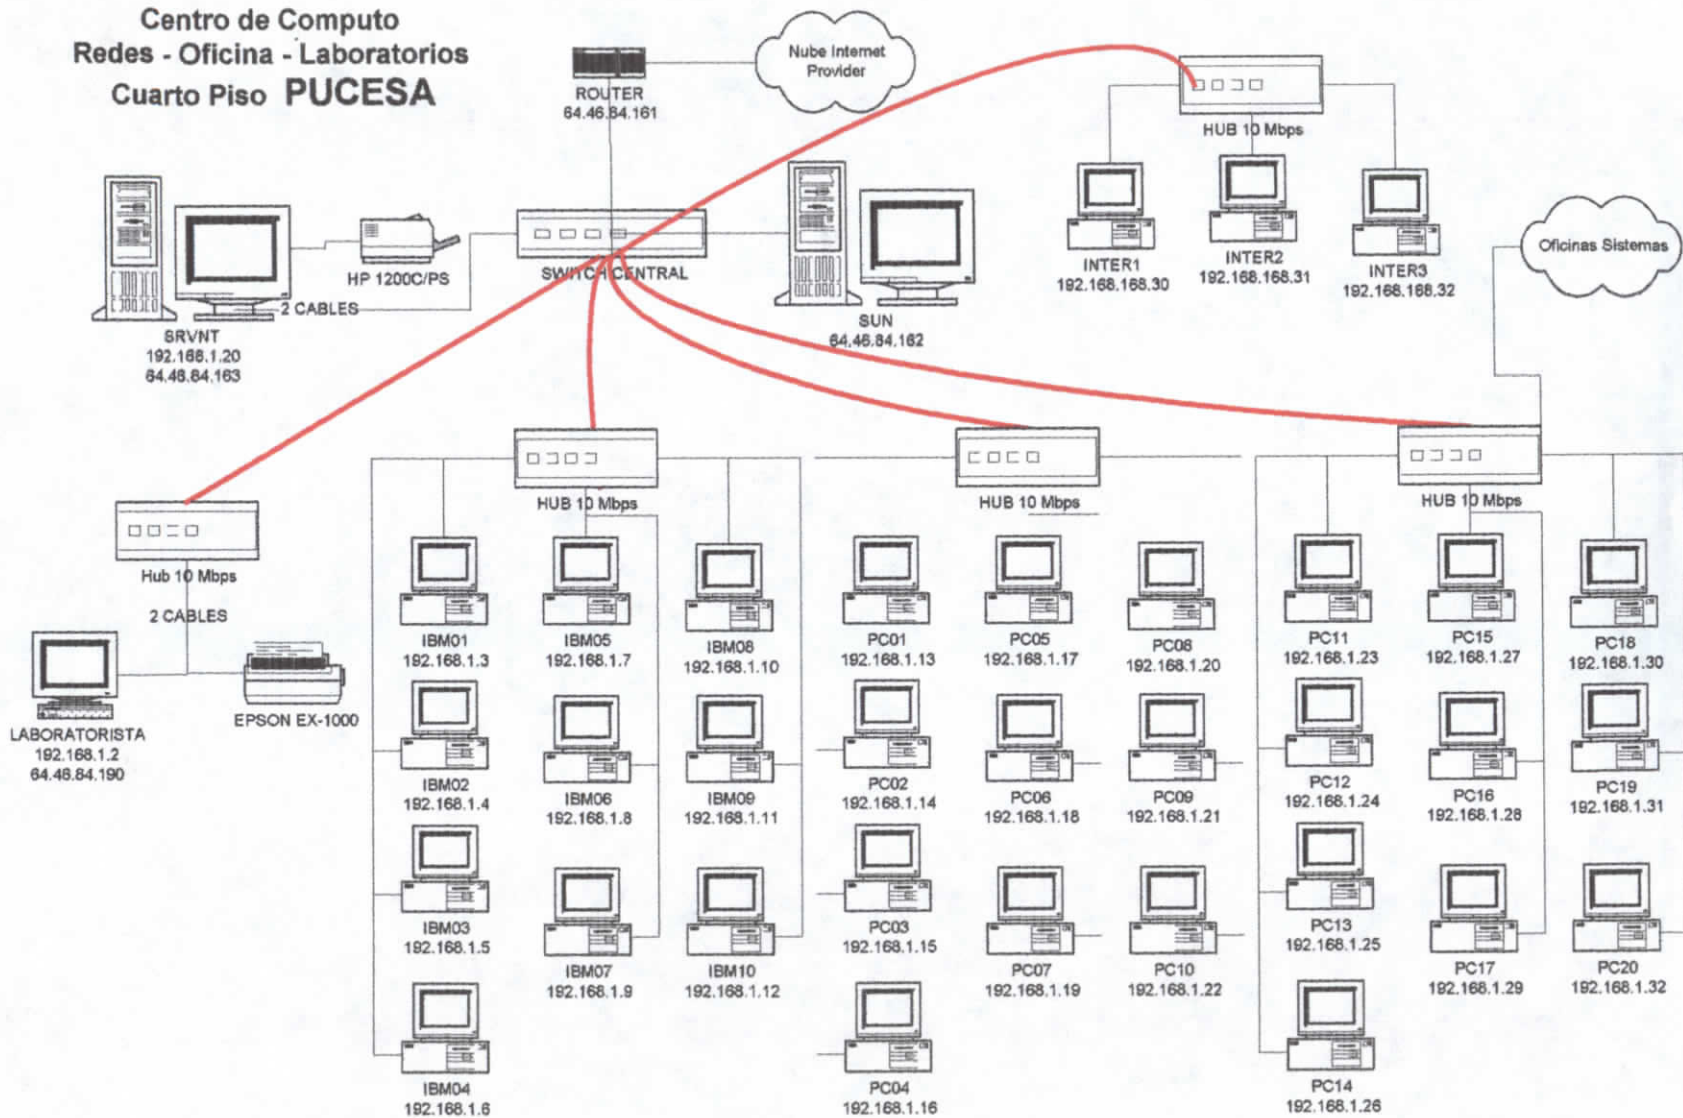 Centro de Computo
Redes - Oficina - Laboratorios
Cuarto Piso PUCESA
Nube Internet
Provider
ROUTER
64.46.84.161
HUB 10 Mbps
INTER1
192.168.168.30
INTER2
192.168.168.31
INTER3
192.168.168.32
Oficinas Sistemas
HP 1200C/PS
SWITCH CENTRAL
2 CABLES
SRVNT
192.168.1.20
64.46.84.163
SUN
64.46.84.162
HUB 10 Mbps
HUB 10 Mbps
HUB 10 Mbps
Hub 10 Mbps
2 CABLES
LABORATORISTA
192.168.1.2
64.46.84.190
EPSON EX-1000
IBM01
192.168.1.3
IBM05
192.168.1.7
IBM08
192.168.1.10
PC01
192.168.1.13
PC05
192.168.1.17
PC08
192.168.1.20
PC11
192.168.1.23
PC15
192.168.1.27
PC18
192.168.1.30
IBM02
192.168.1.4
IBM06
192.168.1.8
IBM09
192.168.1.11
PC02
192.168.1.14
PC06
192.168.1.18
PC09
192.168.1.21
PC12
192.168.1.24
PC16
192.168.1.28
PC19
192.168.1.31
IBM03
192.168.1.5
IBM07
192.168.1.9
IBM10
192.168.1.12
PC03
192.168.1.15
PC07
192.168.1.19
PC10
192.168.1.22
PC13
192.168.1.25
PC17
192.168.1.29
PC20
192.168.1.32
IBM04
192.168.1.6
PC04
192.168.1.16
PC14
192.168.1.26